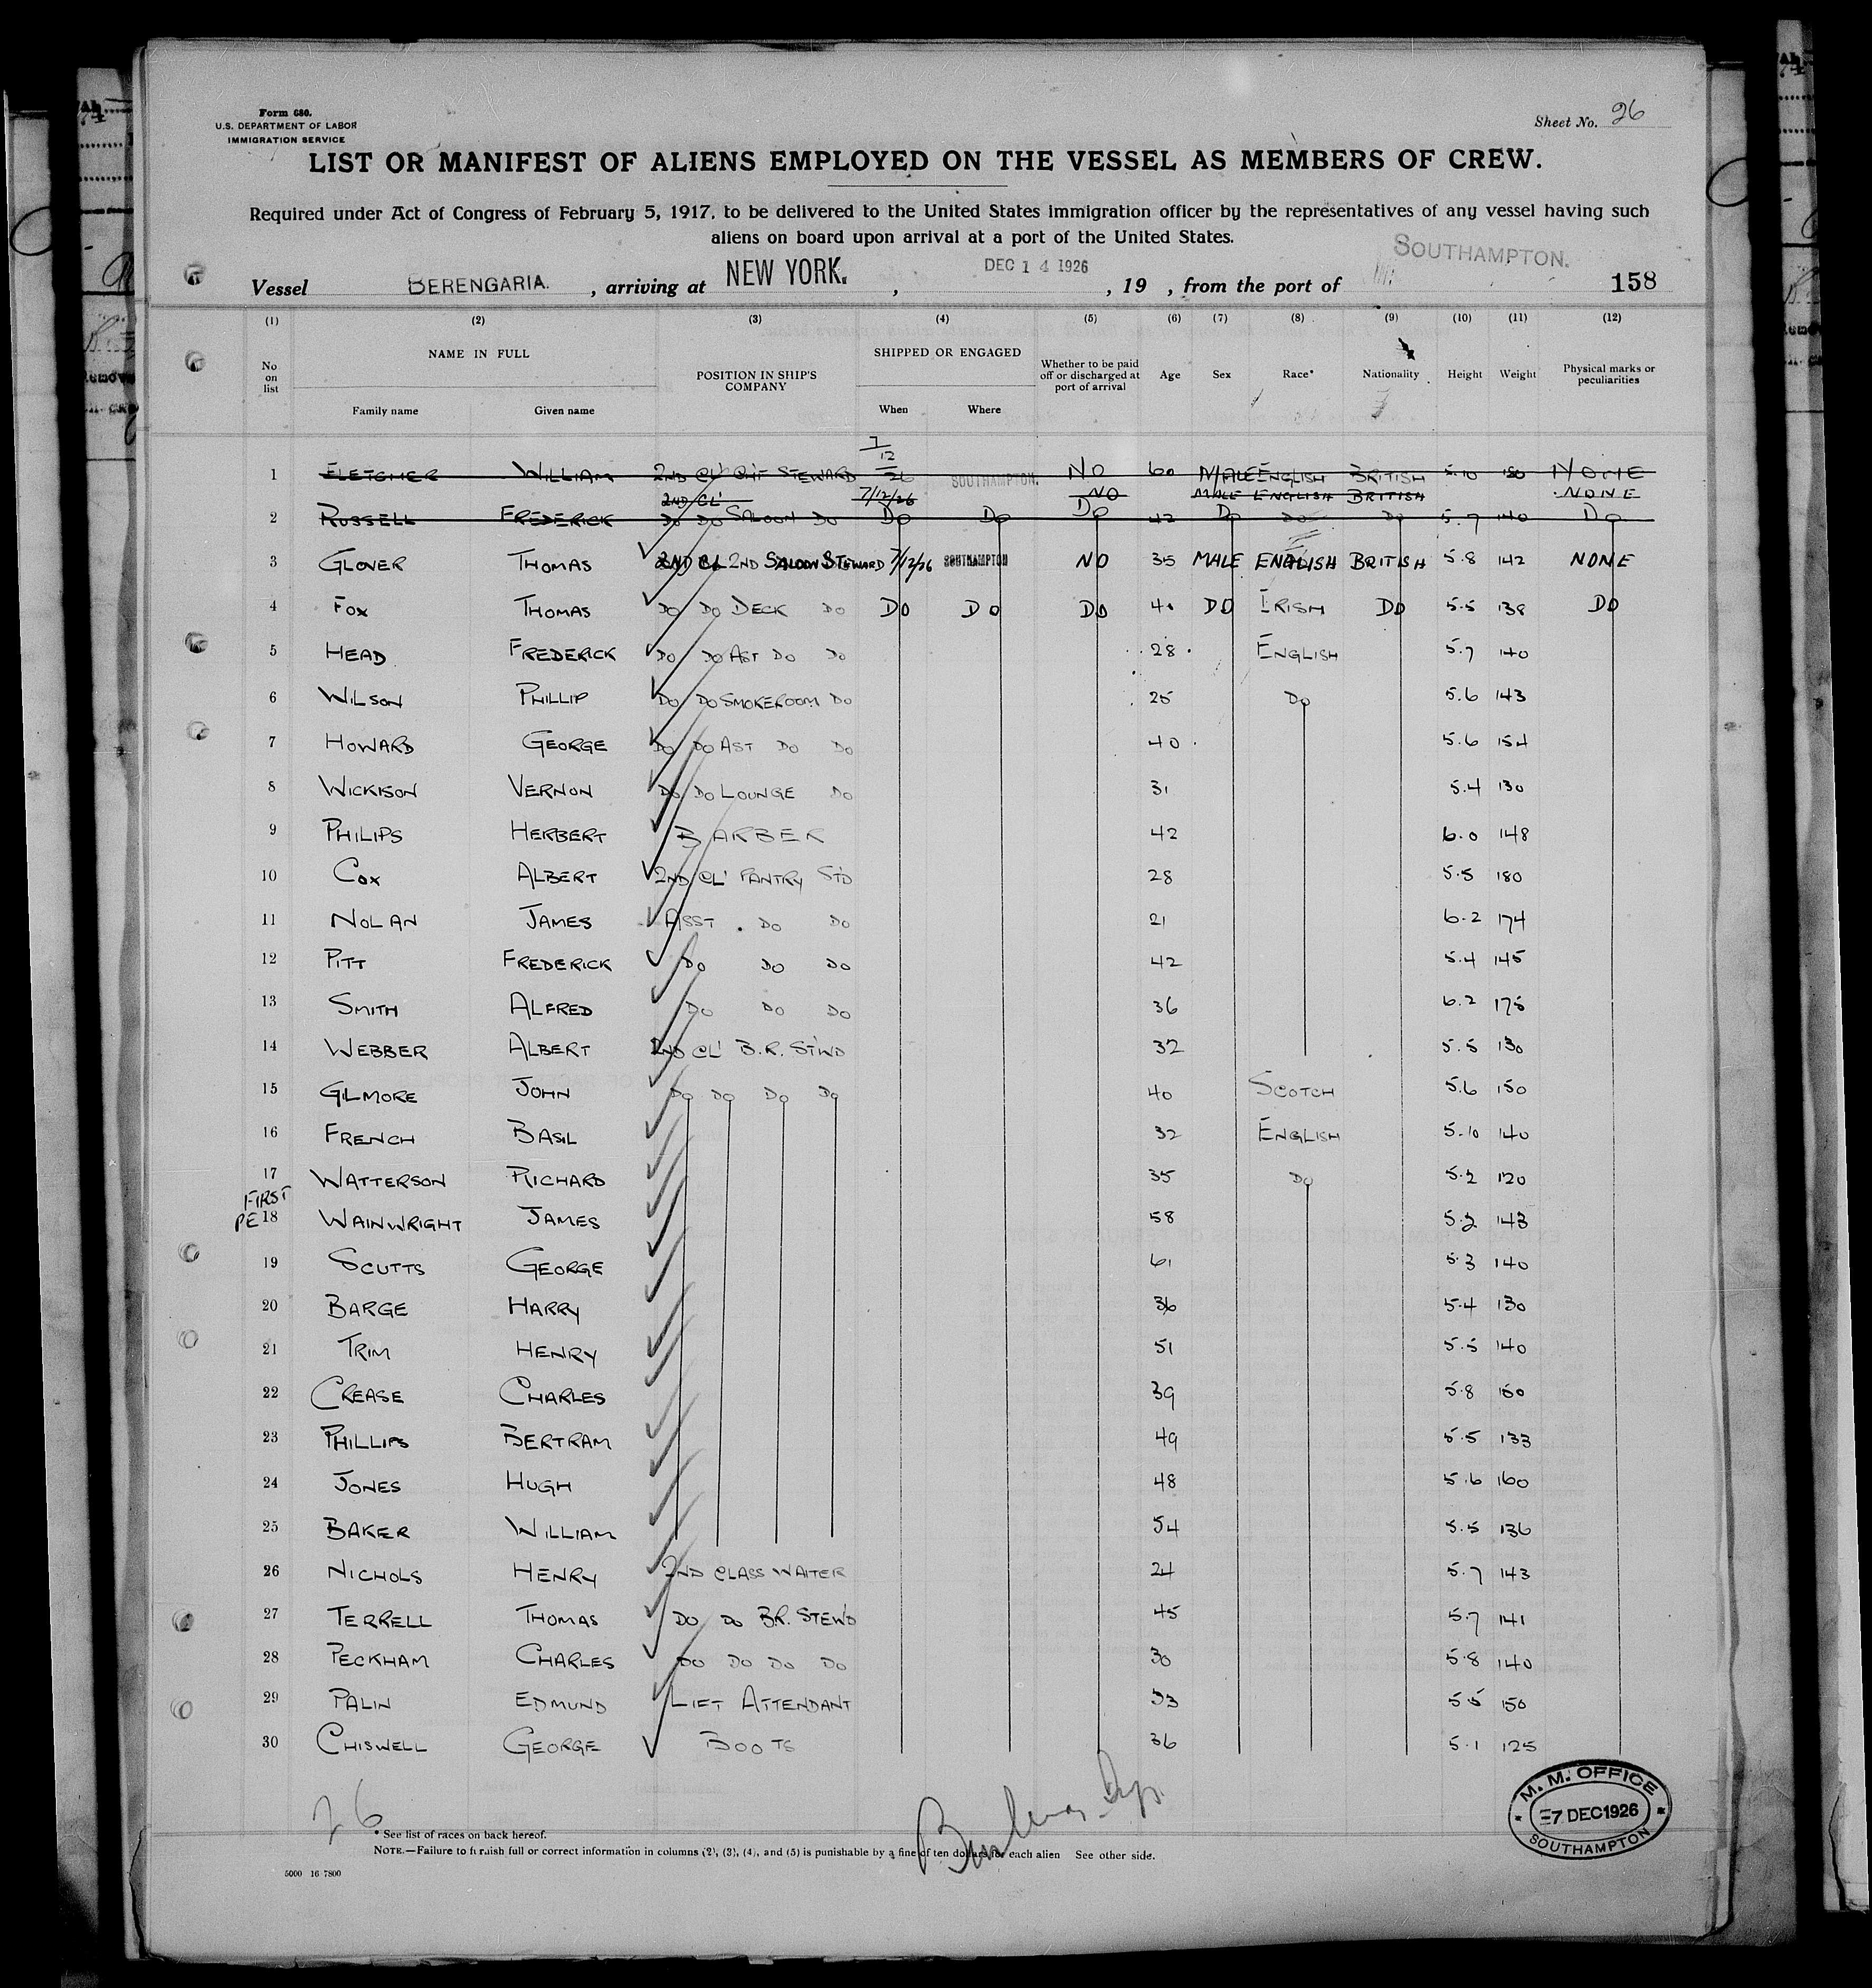 Form 680.
U.S. DEPARTMENT OF LABOR
IMMIGRATION SERVICE
Sheet No. 26
LIST OR MANIFEST OF ALIENS EMPLOYED ON THE VESSEL AS MEMBERS OF CREW.
Required under Act of Congress of February 5, 1917, to be delivered to the United States immigration officer by the representatives of any vessel having such
aliens on board upon arrival at a port of the United States.
Vessel BERENGARIA. , arriving at NEW YORK. , DEC 14 1926 , 19 , from the port of SOUTHAMPTON. 158
(1) (2) (3) (4) (5) (6) (7) (8) (9) (10) (11) (12)
No on list NAME IN FULL Family name Given name POSITION IN SHIP'S COMPANY SHIPPED OR ENGAGED When Where Whether to be paid off or discharged at port of arrival Age Sex Race* Nationality Height Weight Physical marks or peculiarities
1 FLETCHER WILLIAM 2ND CL' CH'F STEWARD 7/12/26 SOUTHAMPTON. NO 60 MALE ENGLISH BRITISH 5.10 180 NONE
2ND CL' 7/12/26 NO MALE ENGLISH BRITISH NONE
2 RUSSELL FREDERICK DO DO SALOON DO DO DO DO 42 DO DO DO 5.7 140 DO
3 GLOVER THOMAS 2ND CL 2ND SALOON STEWARD 7/12/26 SOUTHAMPTON NO 35 MALE ENGLISH BRITISH 5.8 142 NONE
4 FOX THOMAS DO DO DECK DO DO DO DO 40 DO IRISH DO 5.5 138 DO
5 HEAD FREDERICK DO DO AST DO DO 28 ENGLISH 5.7 140
6 WILSON PHILLIP DO DO SMOKEROOM DO 25 DO 5.6 143
7 HOWARD GEORGE DO DO AST DO DO 40 5.6 154
8 WICKISON VERNON DO DO LOUNGE DO 31 5.4 130
9 PHILIPS HERBERT BARBER 42 6.0 148
10 COX ALBERT 2ND CL' PANTRY STD 28 5.5 180
11 NOLAN JAMES ASST. DO DO 21 6.2 174
12 PITT FREDERICK DO DO DO 42 5.4 145
13 SMITH ALFRED DO DO DO 36 6.2 175
14 WEBBER ALBERT 2ND CL' B.R. ST'WD 32 5.5 130
15 GILMORE JOHN DO DO DO DO 40 SCOTCH 5.6 150
16 FRENCH BASIL 32 ENGLISH 5.10 140
17 WATTERSON RICHARD 35 DO 5.2 120
FIRST
PE 18 WAINWRIGHT JAMES 58 5.2 143
19 SCUTTS GEORGE 61 5.3 140
20 BARGE HARRY 36 5.4 130
21 TRIM HENRY 51 5.5 140
22 CREASE CHARLES 39 5.8 150
23 PHILLIPS BERTRAM 49 5.5 133
24 JONES HUGH 48 5.6 160
25 BAKER WILLIAM 54 5.5 136
26 NICHOLS HENRY 2ND CLASS WAITER 24 5.7 143
27 TERRELL THOMAS DO DO B.R. STEW'D 45 5.7 141
28 PECKHAM CHARLES DO DO DO DO 30 5.8 140
29 PALIN EDMUND LIFT ATTENDANT 33 5.5 150
30 CHISWELL GEORGE BOOTS 36 5.1 125
26
M. M. OFFICE
7 DEC 1926
SOUTHAMPTON
* See list of races on back hereof.
NOTE.—Failure to furnish full or correct information in columns (2), (3), (4), and (5) is punishable by a fine of ten dollars for each alien See other side.
5000 16 7800